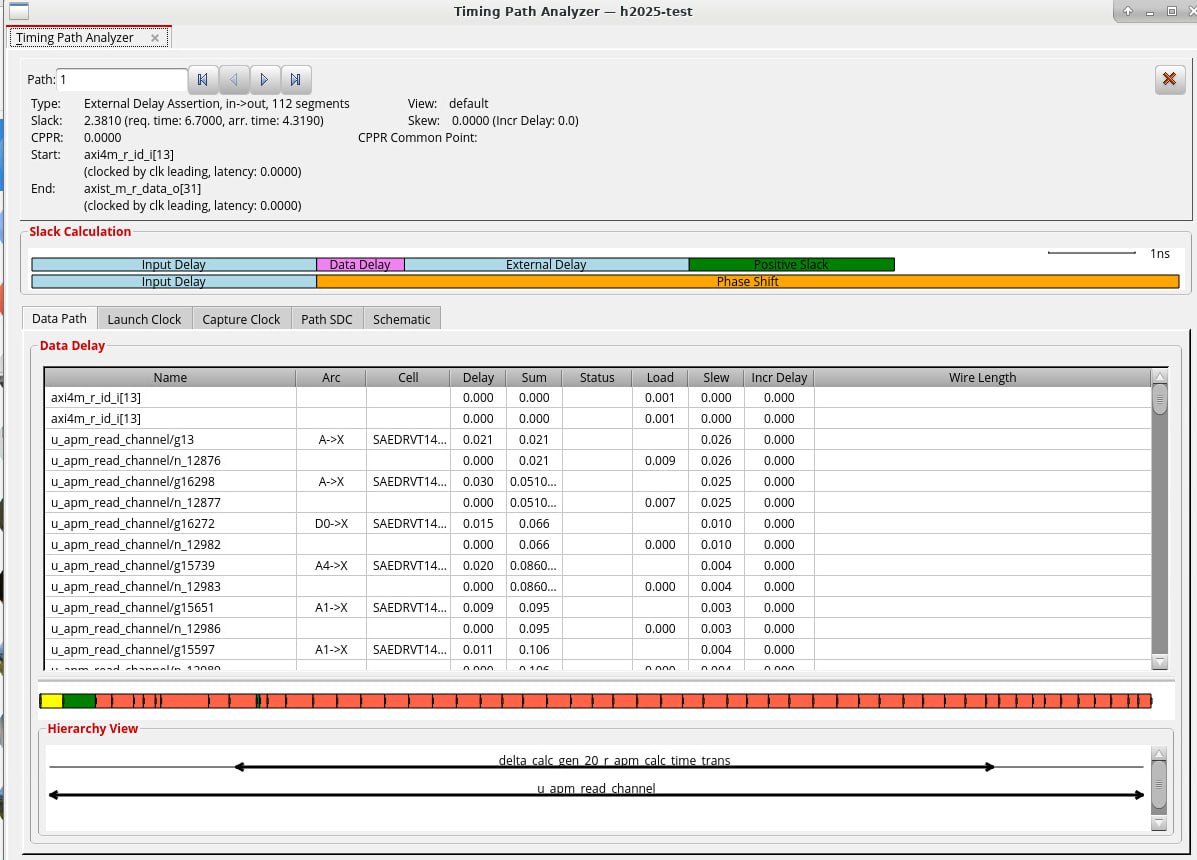 Timing Path Analyzer — h2025-test
Timing Path Analyzer
Path: 1
Type: External Delay Assertion, in->out, 112 segments View: default
Slack: 2.3810 (req. time: 6.7000, arr. time: 4.3190) Skew: 0.0000 (Incr Delay: 0.0)
CPPR: 0.0000 CPPR Common Point:
Start: axi4m_r_id_i[13]
(clocked by clk leading, latency: 0.0000)
End: axist_m_r_data_o[31]
(clocked by clk leading, latency: 0.0000)
Slack Calculation
1ns
Input Delay Data Delay External Delay Positive Slack
Input Delay Phase Shift
Data Path Launch Clock Capture Clock Path SDC Schematic
Data Delay
Name Arc Cell Delay Sum Status Load Slew Incr Delay Wire Length
axi4m_r_id_i[13] 0.000 0.000 0.001 0.000 0.000
axi4m_r_id_i[13] 0.000 0.000 0.001 0.000 0.000
u_apm_read_channel/g13 A->X SAEDRVT14... 0.021 0.021 0.026 0.000
u_apm_read_channel/n_12876 0.000 0.021 0.009 0.026 0.000
u_apm_read_channel/g16298 A->X SAEDRVT14... 0.030 0.0510... 0.025 0.000
u_apm_read_channel/n_12877 0.000 0.0510... 0.007 0.025 0.000
u_apm_read_channel/g16272 D0->X SAEDRVT14... 0.015 0.066 0.010 0.000
u_apm_read_channel/n_12982 0.000 0.066 0.000 0.010 0.000
u_apm_read_channel/g15739 A4->X SAEDRVT14... 0.020 0.0860... 0.004 0.000
u_apm_read_channel/n_12983 0.000 0.0860... 0.000 0.004 0.000
u_apm_read_channel/g15651 A1->X SAEDRVT14... 0.009 0.095 0.003 0.000
u_apm_read_channel/n_12986 0.000 0.095 0.000 0.003 0.000
u_apm_read_channel/g15597 A1->X SAEDRVT14... 0.011 0.106 0.004 0.000
Hierarchy View
delta_calc_gen_20_r_apm_calc_time_trans
u_apm_read_channel